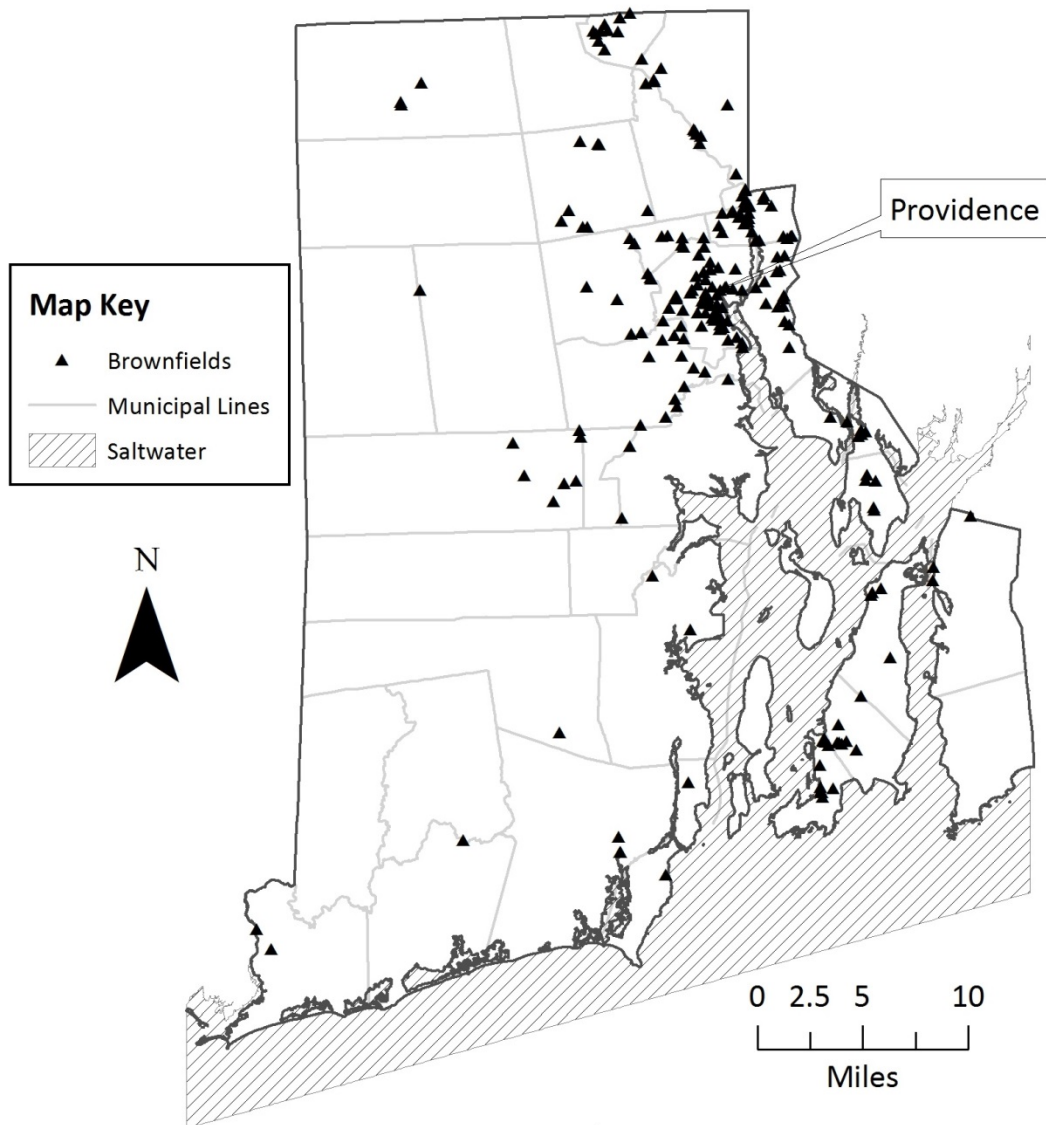 Providence
Map Key
Brownfields
Municipal Lines
Saltwater
N
0 2.5 5 10
Miles